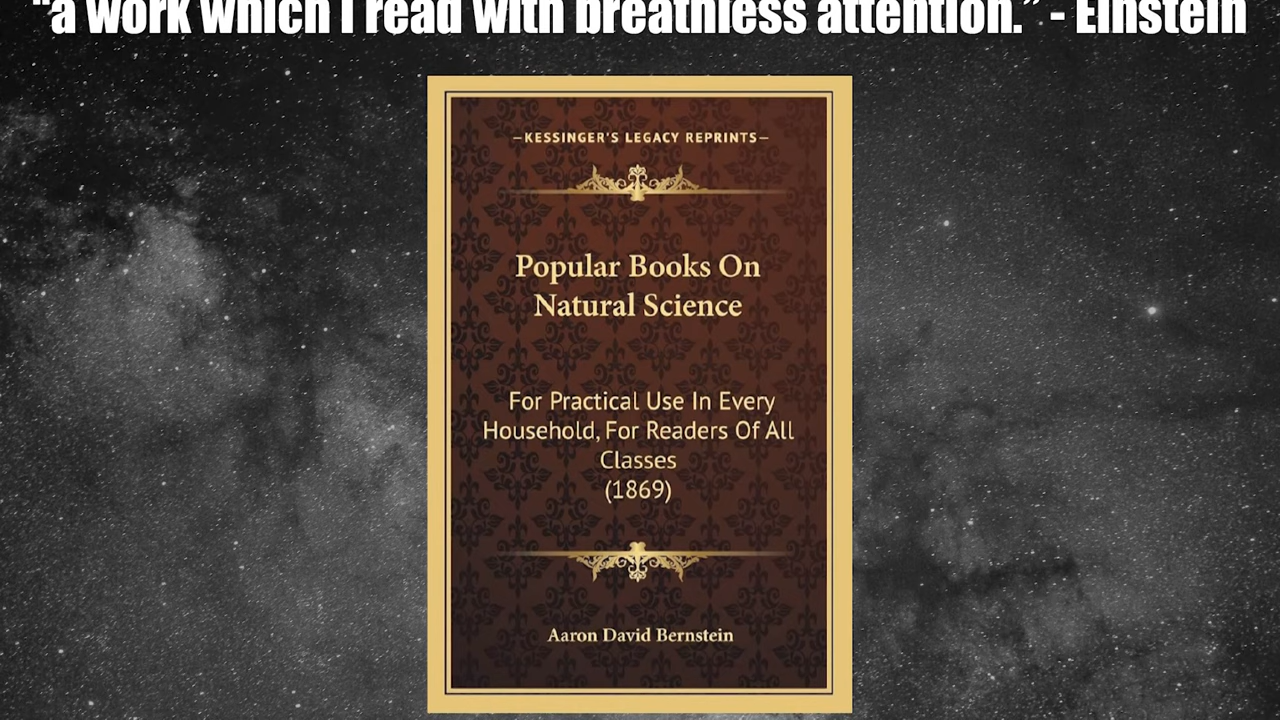 "a work which I read with breathless attention." - Einstein
–KESSINGER'S LEGACY REPRINTS–
Popular Books On
Natural Science
For Practical Use In Every
Household, For Readers Of All
Classes
(1869)
Aaron David Bernstein